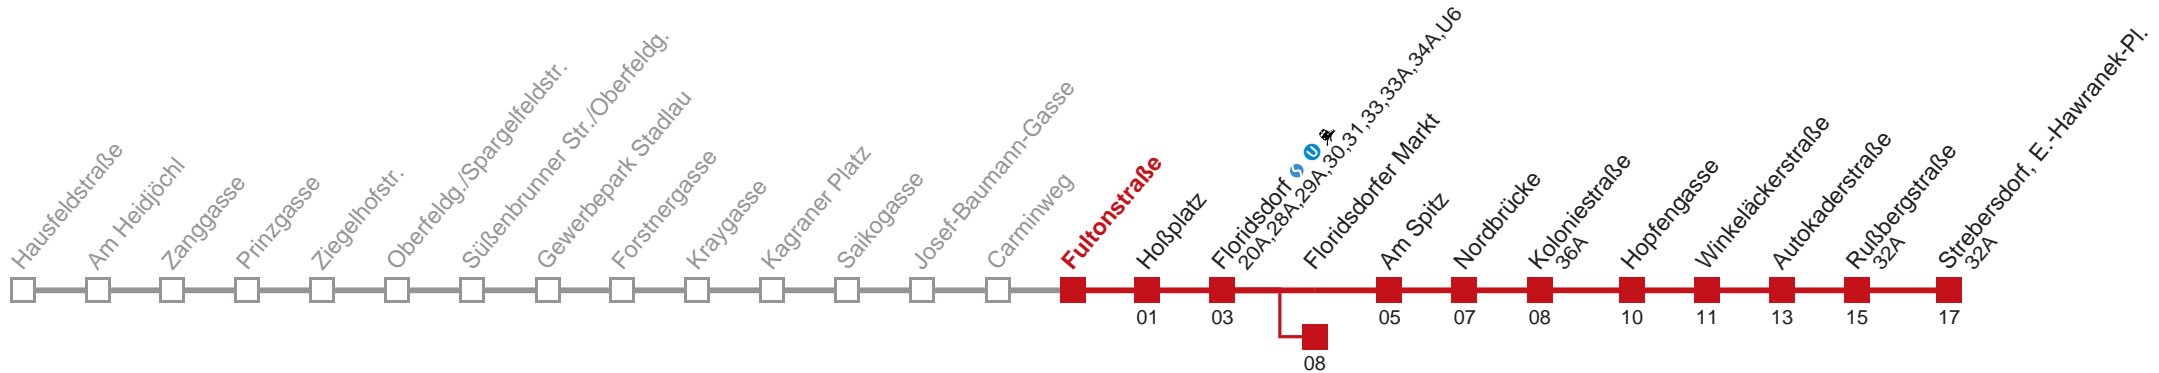 Hausfeldstraße
Am Heidjöchl
Zanggasse
Prinzgasse
Ziegelhofstr.
Oberfeldg./Spargelfeldstr.
Süßenbrunner Str./Oberfeldg.
Gewerbepark Stadlau
Forstnergasse
Kraygasse
Kagraner Platz
Saikogasse
Josef-Baumann-Gasse
Carminweg
Fultonstraße
Hoßplatz
Floridsdorf S U
20A,28A,29A,30,31,33,33A,34A,U6
Floridsdorfer Markt
Am Spitz
Nordbrücke
Koloniestraße
36A
Hopfengasse
Winkeläckerstraße
Autokaderstraße
Rußbergstraße
32A
Strebersdorf, E.-Hawranek-Pl.
32A
01 03 05 07 08 10 11 13 15 17
08